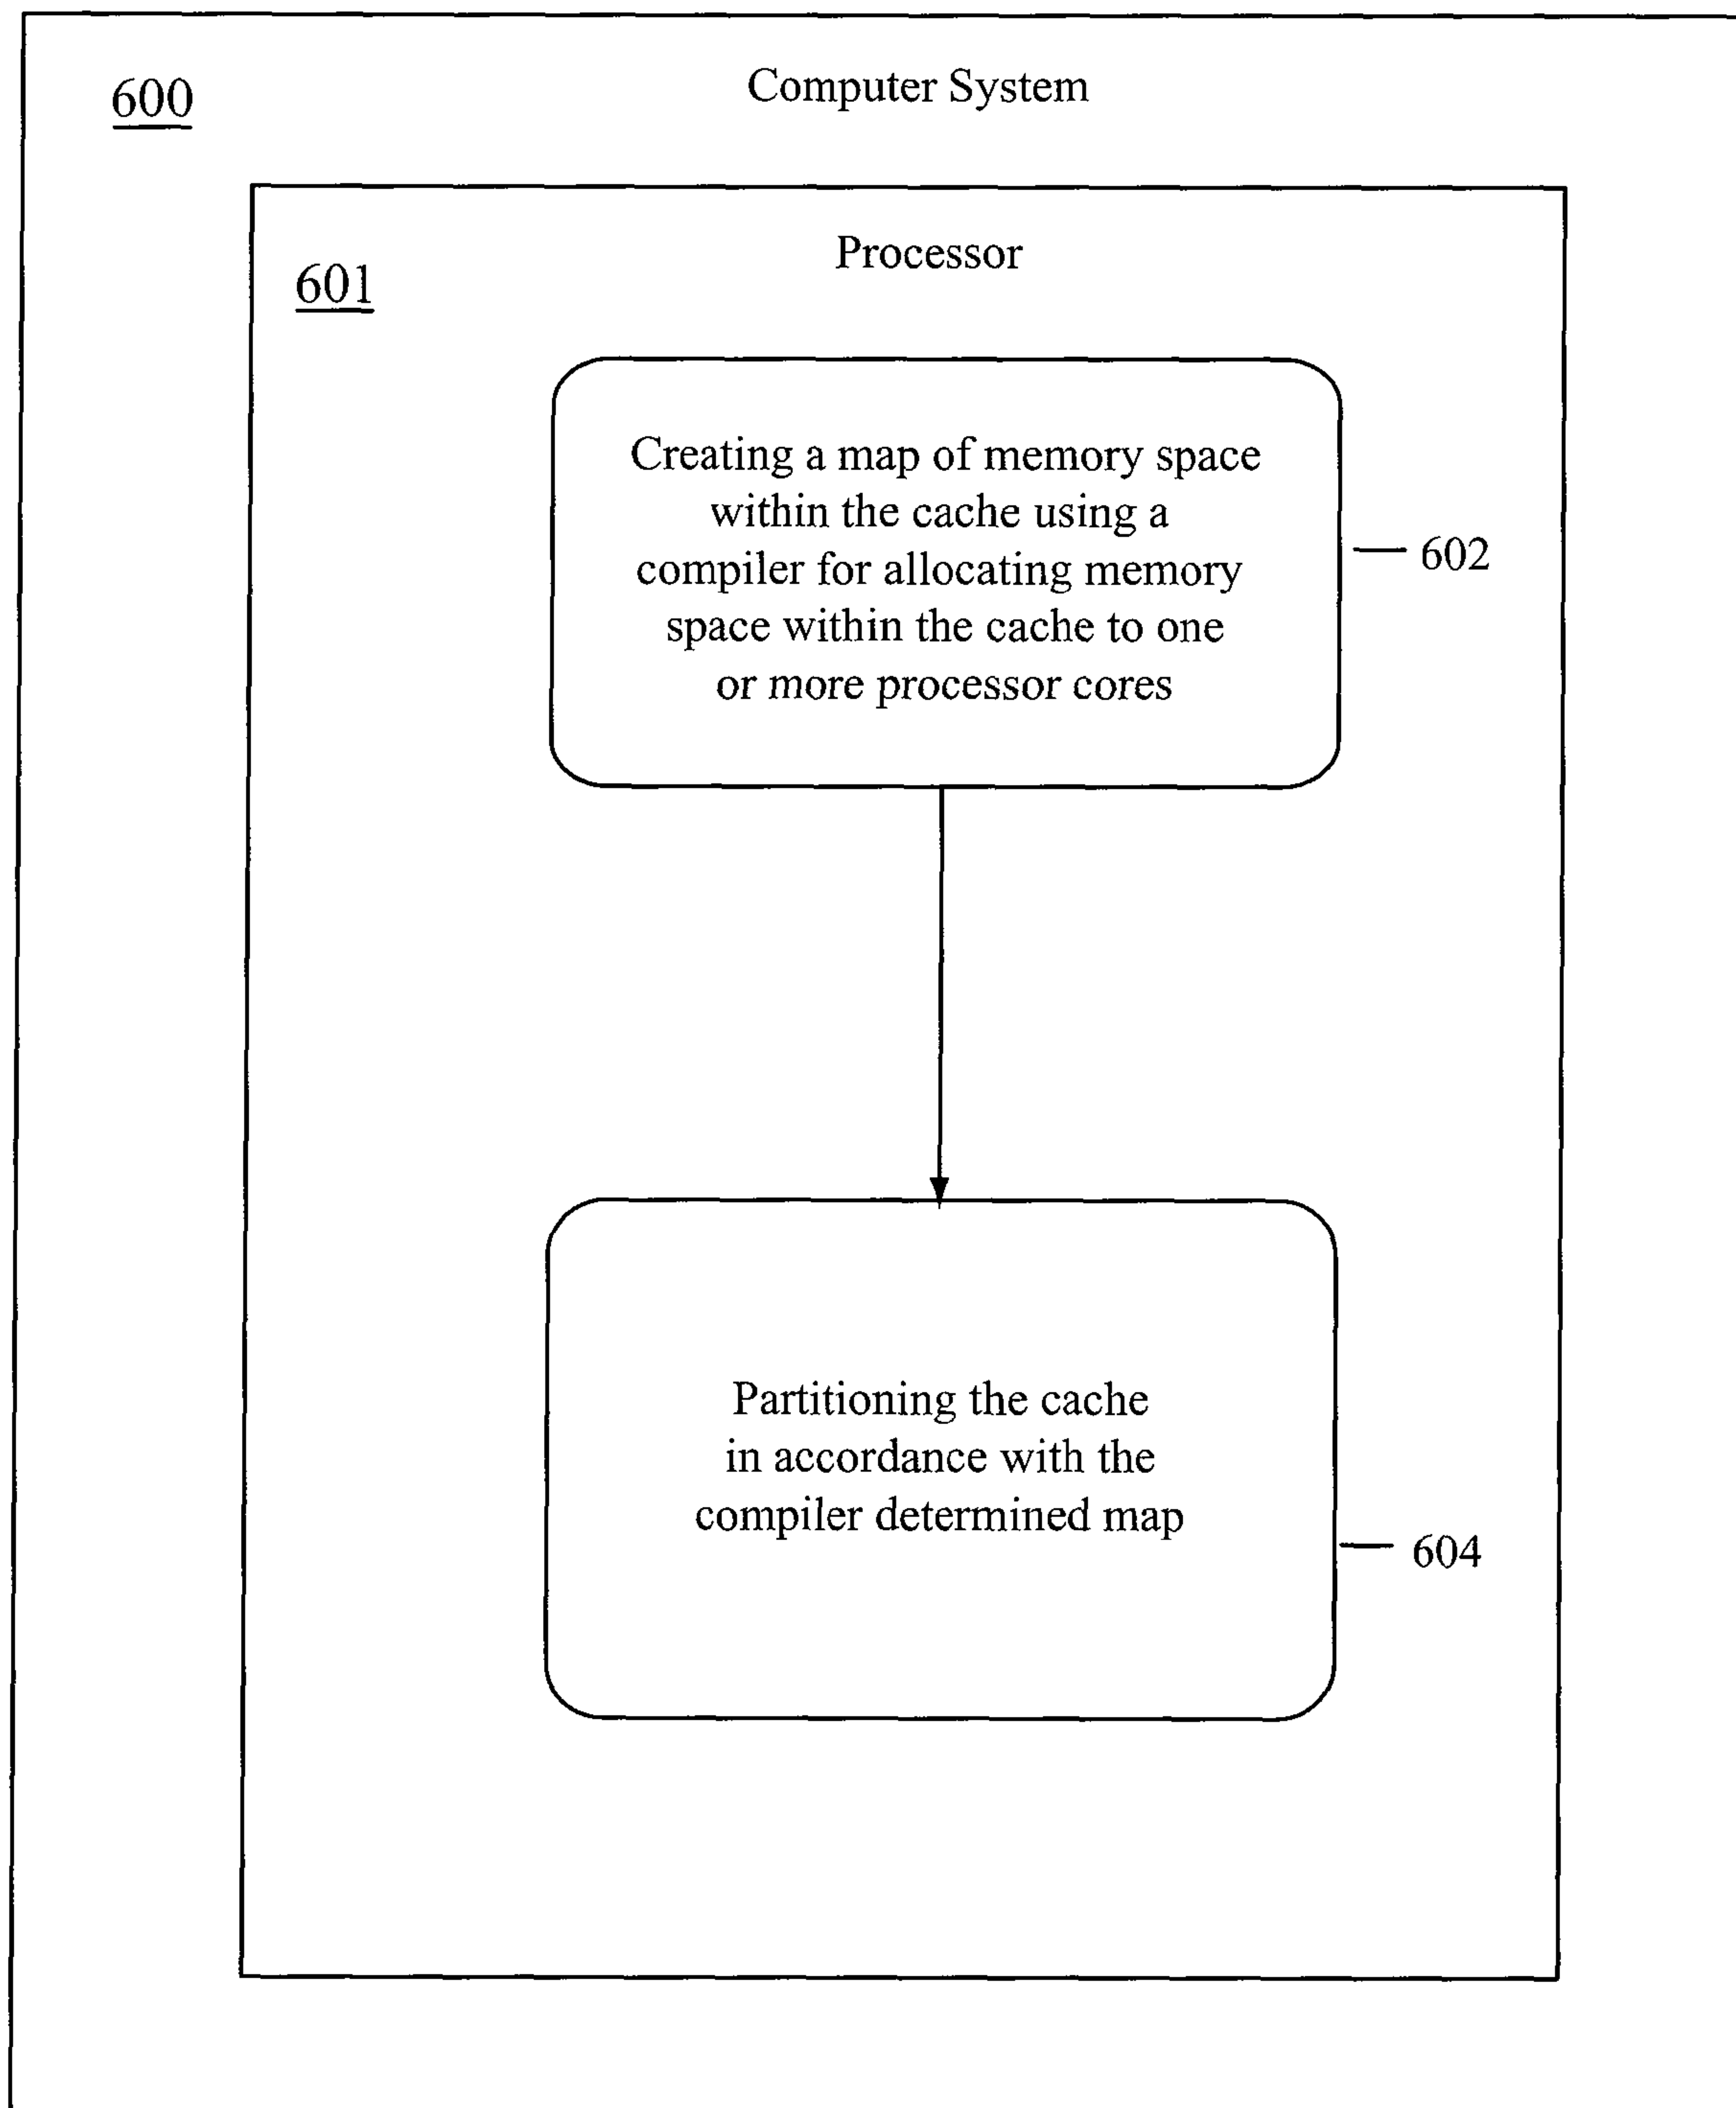 Computer System
600
Processor
601
Creating a map of memory space
within the cache using a
compiler for allocating memory
space within the cache to one
or more processor cores
602
Partitioning the cache
in accordance with the
compiler determined map
604